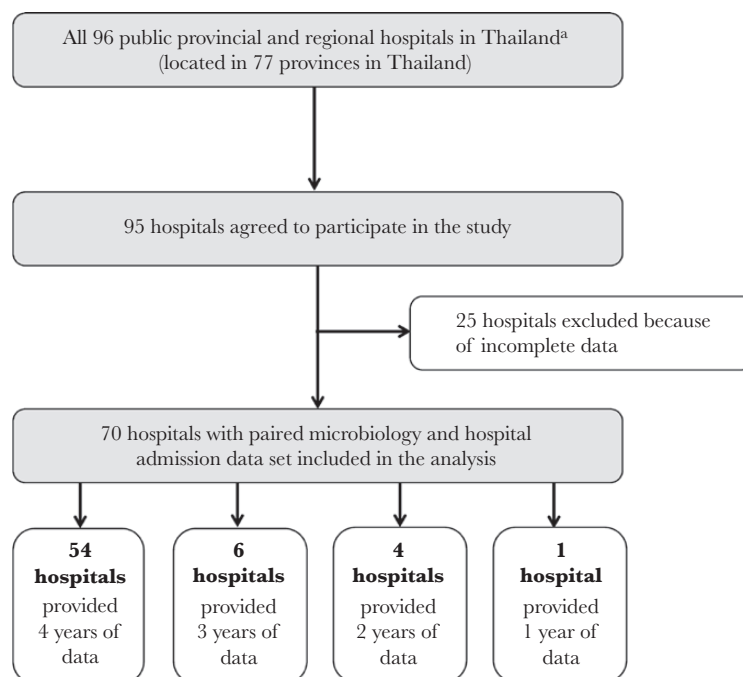 All 96 public provincial and regional hospitals in Thailandᵃ
(located in 77 provinces in Thailand)
95 hospitals agreed to participate in the study
25 hospitals excluded because
of incomplete data
70 hospitals with paired microbiology and hospital
admission data set included in the analysis
54
hospitals
provided
4 years of
data
6
hospitals
provided
3 years of
data
4
hospitals
provided
2 years of
data
1
hospital
provided
1 year of
data